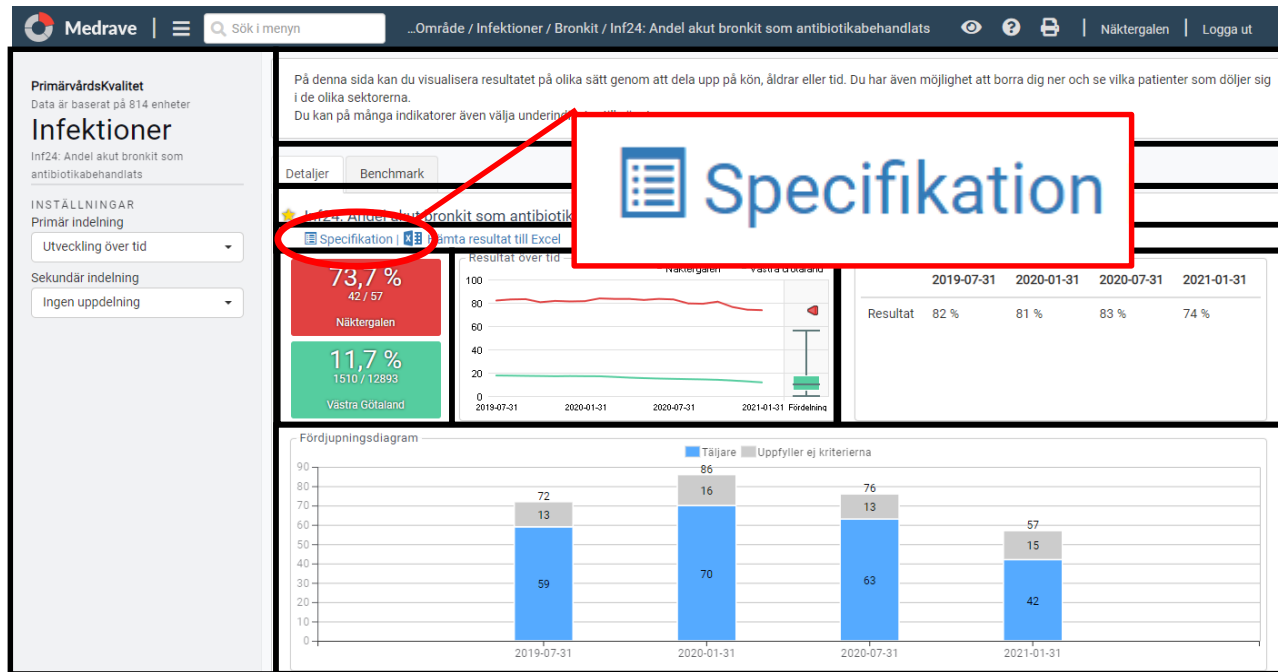 Medrave
Sök i menyn
...Område / Infektioner / Bronkit / Inf24: Andel akut bronkit som antibiotikabehandlats
Näktergalen
Logga ut
PrimärvårdsKvalitet
Data är baserat på 814 enheter
Infektioner
Inf24: Andel akut bronkit som
antibiotikabehandlats
INSTÄLLNINGAR
Primär indelning
Utveckling över tid
Sekundär indelning
Ingen uppdelning
På denna sida kan du visualisera resultatet på olika sätt genom att dela upp på kön, åldrar eller tid. Du har även möjlighet att borra dig ner och se vilka patienter som döljer sig
i de olika sektorerna.
Du kan på många indikatorer även välja
Specifikation
Detaljer Benchmark
Inf24: Andel akut bronkit som
Specifikation | Hämta resultat till Excel
73,7 %
42 / 57
Näktergalen
11,7 %
1510 / 12893
Västra Götaland
Resultat över tid
Näktergalen Västra Götaland
100
80
60
40
20
0
2019-07-31 2020-01-31 2020-07-31 2021-01-31 Fördelning
2019-07-31 2020-01-31 2020-07-31 2021-01-31
Resultat 82 % 81 % 83 % 74 %
Fördjupningsdiagram
Täljare Uppfyller ej kriterierna
90
80
70
60
50
40
30
20
10
0
72
13
59
86
16
70
76
13
63
57
15
42
2019-07-31 2020-01-31 2020-07-31 2021-01-31